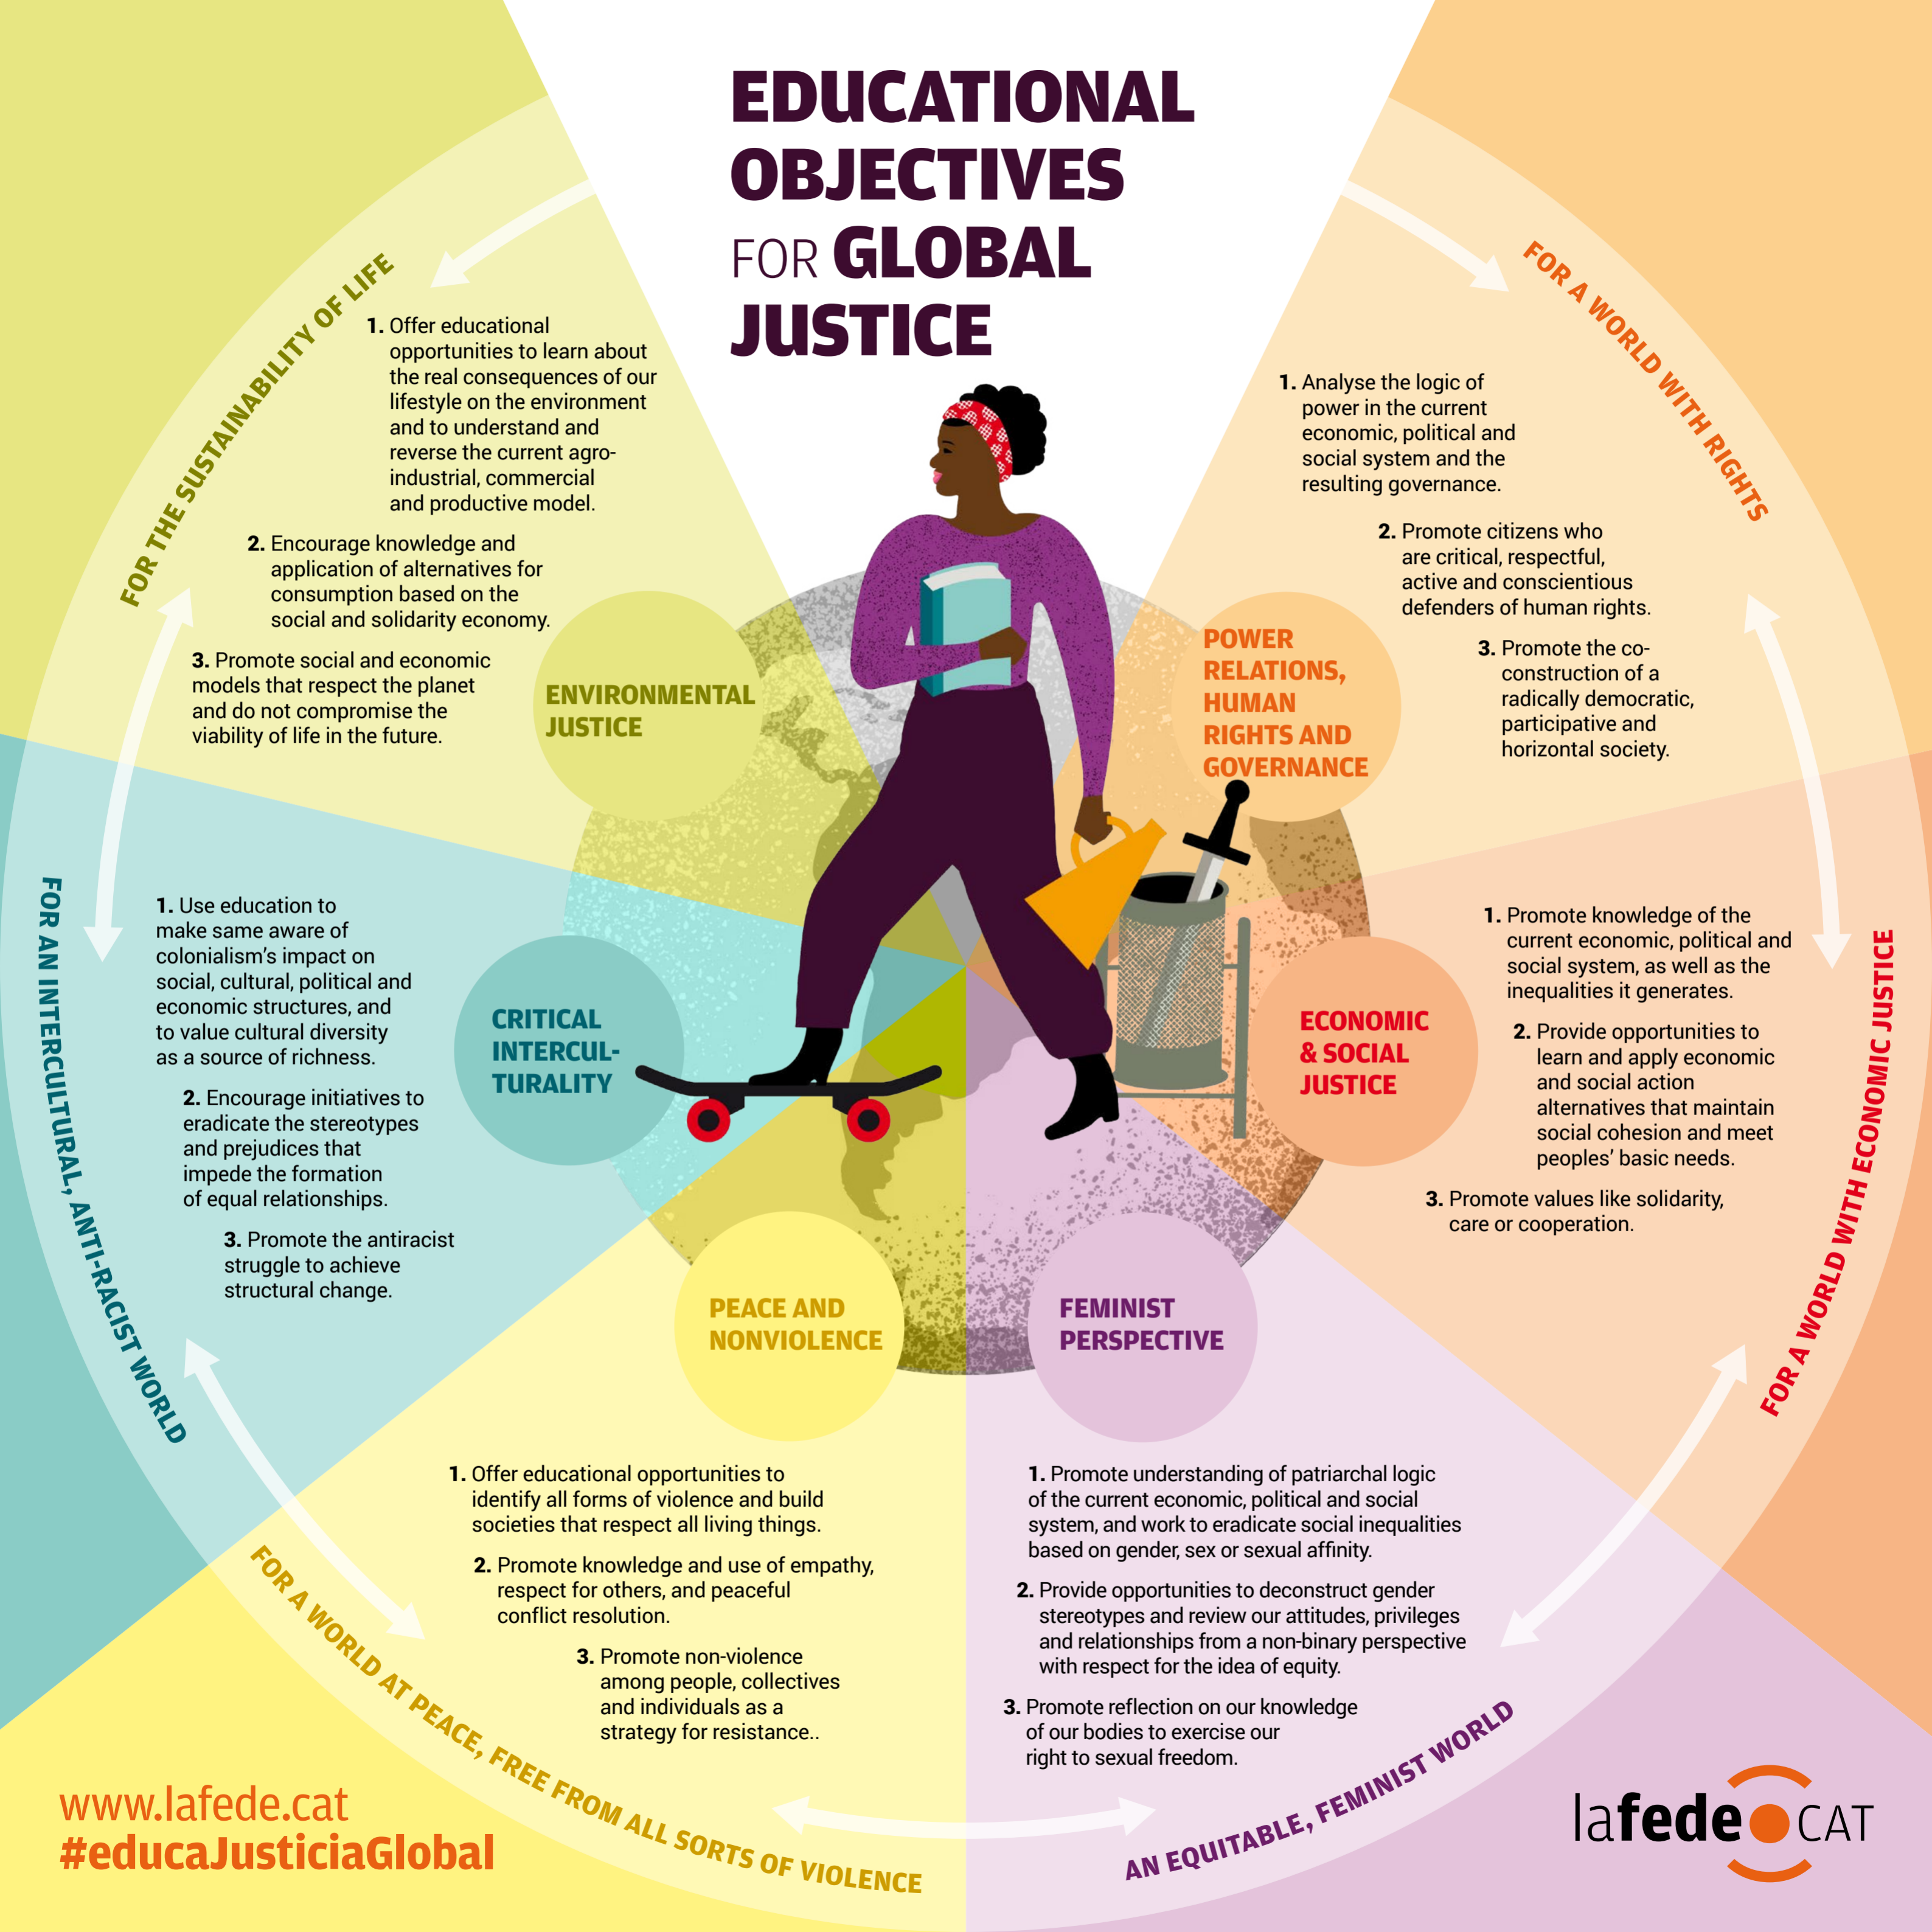 EDUCATIONAL
OBJECTIVES
FOR GLOBAL
JUSTICE
FOR THE SUSTAINABILITY OF LIFE
1. Offer educational
opportunities to learn about
the real consequences of our
lifestyle on the environment
and to understand and
reverse the current agro-
industrial, commercial
and productive model.
2. Encourage knowledge and
application of alternatives for
consumption based on the
social and solidarity economy.
3. Promote social and economic
models that respect the planet
and do not compromise the
viability of life in the future.
ENVIRONMENTAL
JUSTICE
FOR A WORLD WITH RIGHTS
1. Analyse the logic of
power in the current
economic, political and
social system and the
resulting governance.
2. Promote citizens who
are critical, respectful,
active and conscientious
defenders of human rights.
3. Promote the co-
construction of a
radically democratic,
participative and
horizontal society.
POWER
RELATIONS,
HUMAN
RIGHTS AND
GOVERNANCE
FOR AN INTERCULTURAL, ANTI-RACIST WORLD
1. Use education to
make same aware of
colonialism's impact on
social, cultural, political and
economic structures, and
to value cultural diversity
as a source of richness.
2. Encourage initiatives to
eradicate the stereotypes
and prejudices that
impede the formation
of equal relationships.
3. Promote the antiracist
struggle to achieve
structural change.
CRITICAL
INTERCUL-
TURALITY
ECONOMIC
& SOCIAL
JUSTICE
1. Promote knowledge of the
current economic, political and
social system, as well as the
inequalities it generates.
2. Provide opportunities to
learn and apply economic
and social action
alternatives that maintain
social cohesion and meet
peoples' basic needs.
3. Promote values like solidarity,
care or cooperation.
FOR A WORLD WITH ECONOMIC JUSTICE
PEACE AND
NONVIOLENCE
1. Offer educational opportunities to
identify all forms of violence and build
societies that respect all living things.
2. Promote knowledge and use of empathy,
respect for others, and peaceful
conflict resolution.
3. Promote non-violence
among people, collectives
and individuals as a
strategy for resistance..
FOR A WORLD AT PEACE, FREE FROM ALL SORTS OF VIOLENCE
FEMINIST
PERSPECTIVE
1. Promote understanding of patriarchal logic
of the current economic, political and social
system, and work to eradicate social inequalities
based on gender, sex or sexual affinity.
2. Provide opportunities to deconstruct gender
stereotypes and review our attitudes, privileges
and relationships from a non-binary perspective
with respect for the idea of equity.
3. Promote reflection on our knowledge
of our bodies to exercise our
right to sexual freedom.
AN EQUITABLE, FEMINIST WORLD
www.lafede.cat
#educaJusticiaGlobal
lafede CAT